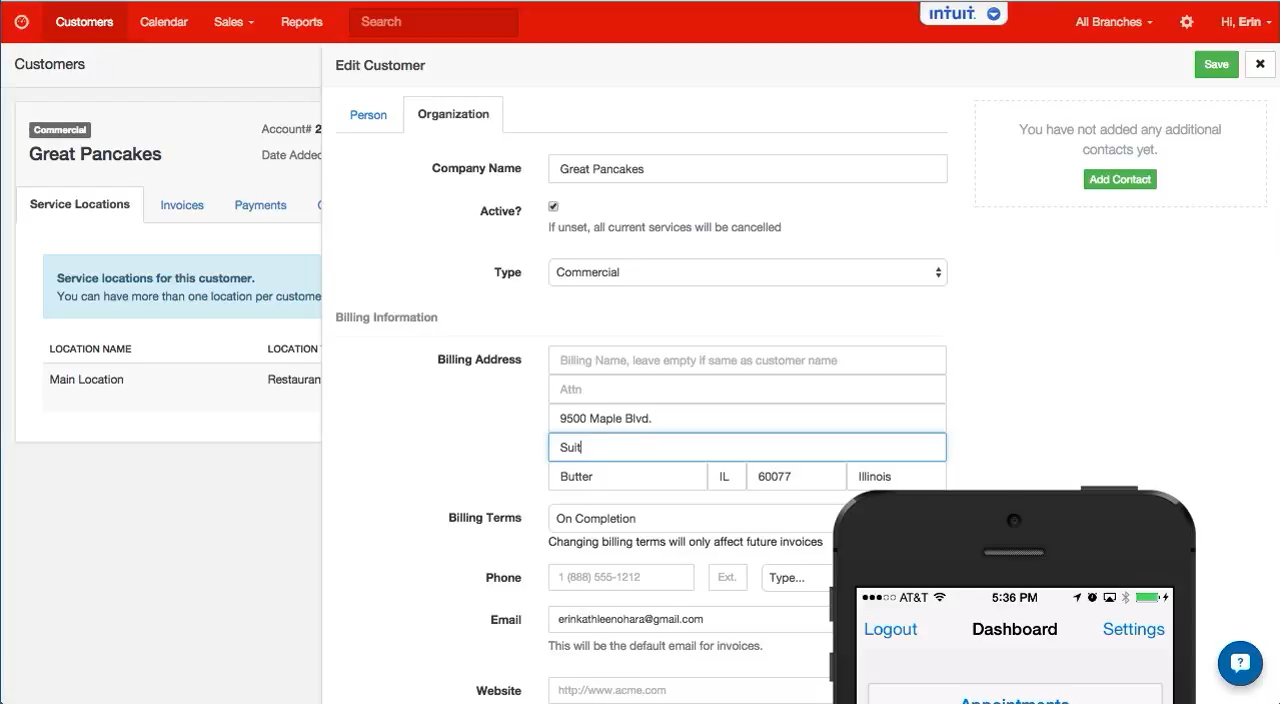 Customers Calendar Sales Reports Search intuit. All Branches Hi, Erin
Customers
Edit Customer Save
Person Organization
You have not added any additional
contacts yet.
Add Contact
Commercial Account# 2
Great Pancakes Date Added
Service Locations Invoices Payments
Company Name Great Pancakes
Active?
If unset, all current services will be cancelled
Type Commercial
Service locations for this customer.
You can have more than one location per custome
Billing Information
LOCATION NAME LOCATION
Main Location Restauran
Billing Address Billing Name, leave empty if same as customer name
Attn
9500 Maple Blvd.
Suit
Butter IL 60077 Illinois
Billing Terms On Completion
Changing billing terms will only affect future invoices
Phone 1 (888) 555-1212 Ext. Type...
Email erinkathleenohara@gmail.com
This will be the default email for invoices.
Website http://www.acme.com
AT&T 5:36 PM
Logout Dashboard Settings
Appointments